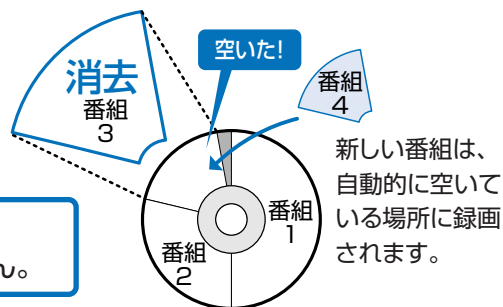 空いた!
消去
番組
3
番組
4
新しい番組は、
自動的に空いて
いる場所に録画
されます。
番組
1
番組
2
ん。